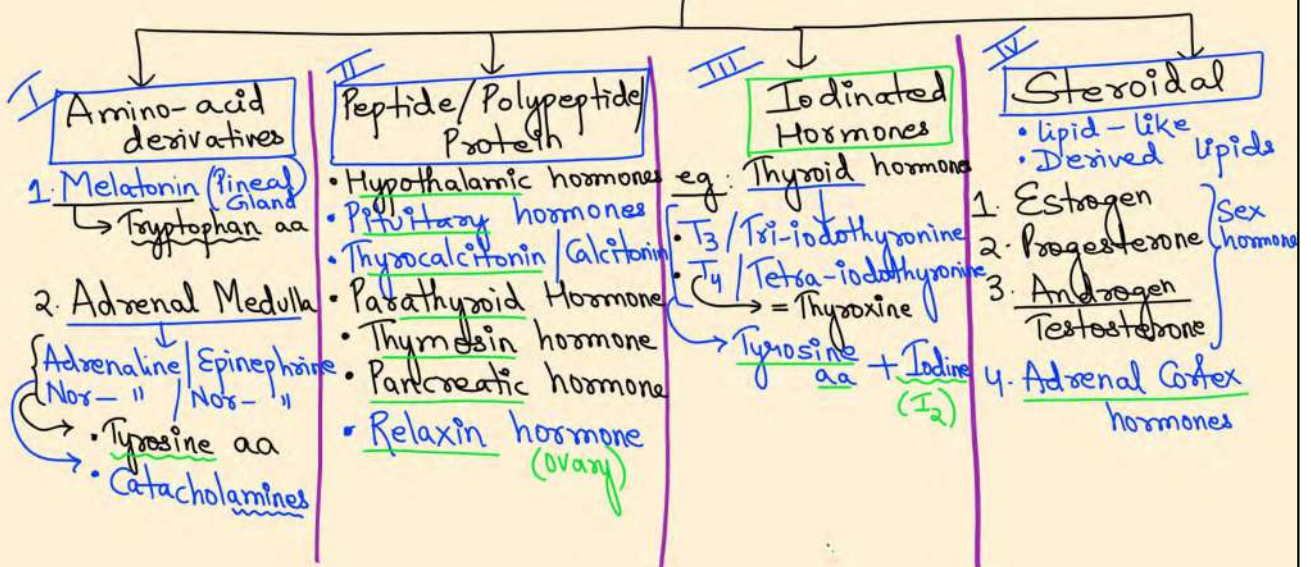 I
Amino-acid
derivatives
1. Melatonin (Pineal
Gland)
Tryptophan aa
2. Adrenal Medulla
Adrenaline/Epinephrine
Nor- " /Nor- "
• Tyrosine aa
• Catacholamines
II
Peptide/Polypeptide/
Protein
• Hypothalamic hormones
• Pituitary hormones
• Thyrocalcitonin/Calcitonin
• Parathyroid Hormone
• Thymosin hormone
• Pancreatic hormone
• Relaxin hormone
(ovary)
III
Iodinated
Hormones
eg: Thyroid hormone
• T3/Tri-iodothyronine
• T4/Tetra-iodothyronine
= Thyroxine
Tyrosine
aa + Iodine
(I2)
IV
Steroidal
• lipid-like
• Derived lipids
1. Estrogen
2. Progesterone
3. Androgen
Testosterone
Sex
hormone
4. Adrenal Cortex
hormones